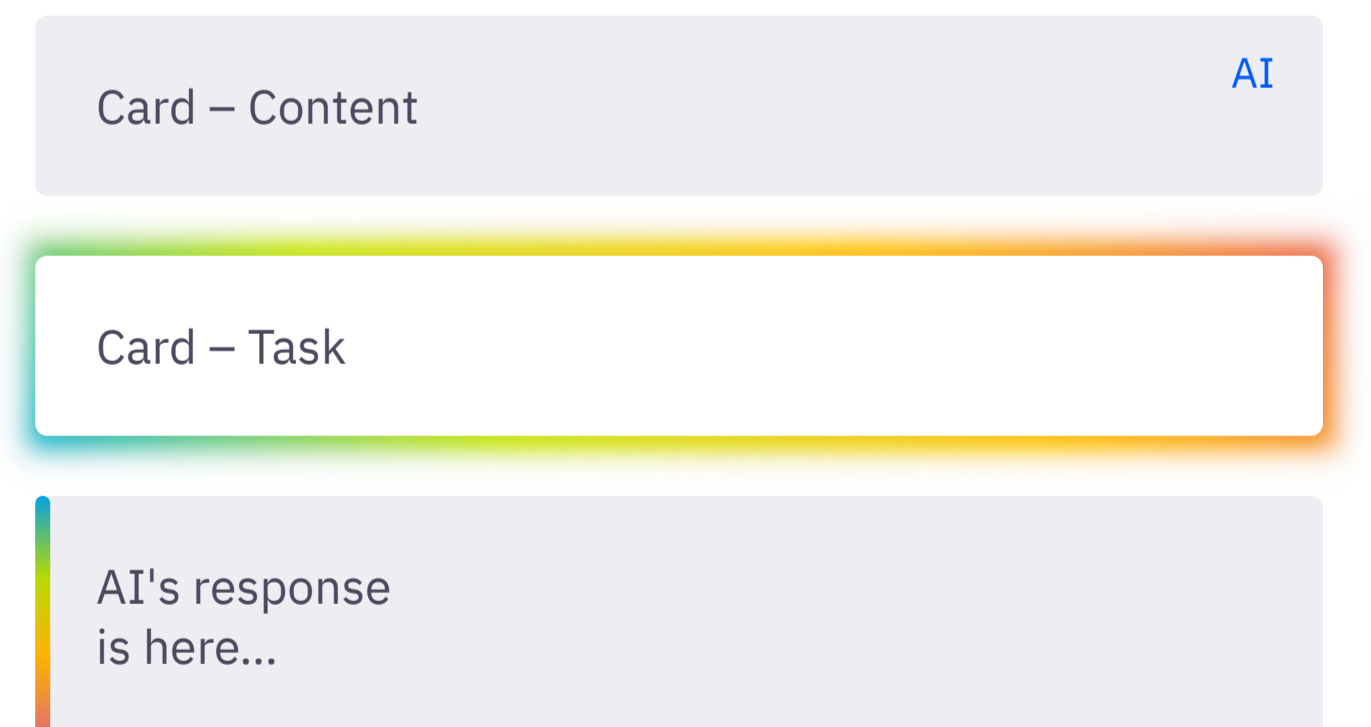 AI
Card – Content
Card – Task
AI's response
is here...